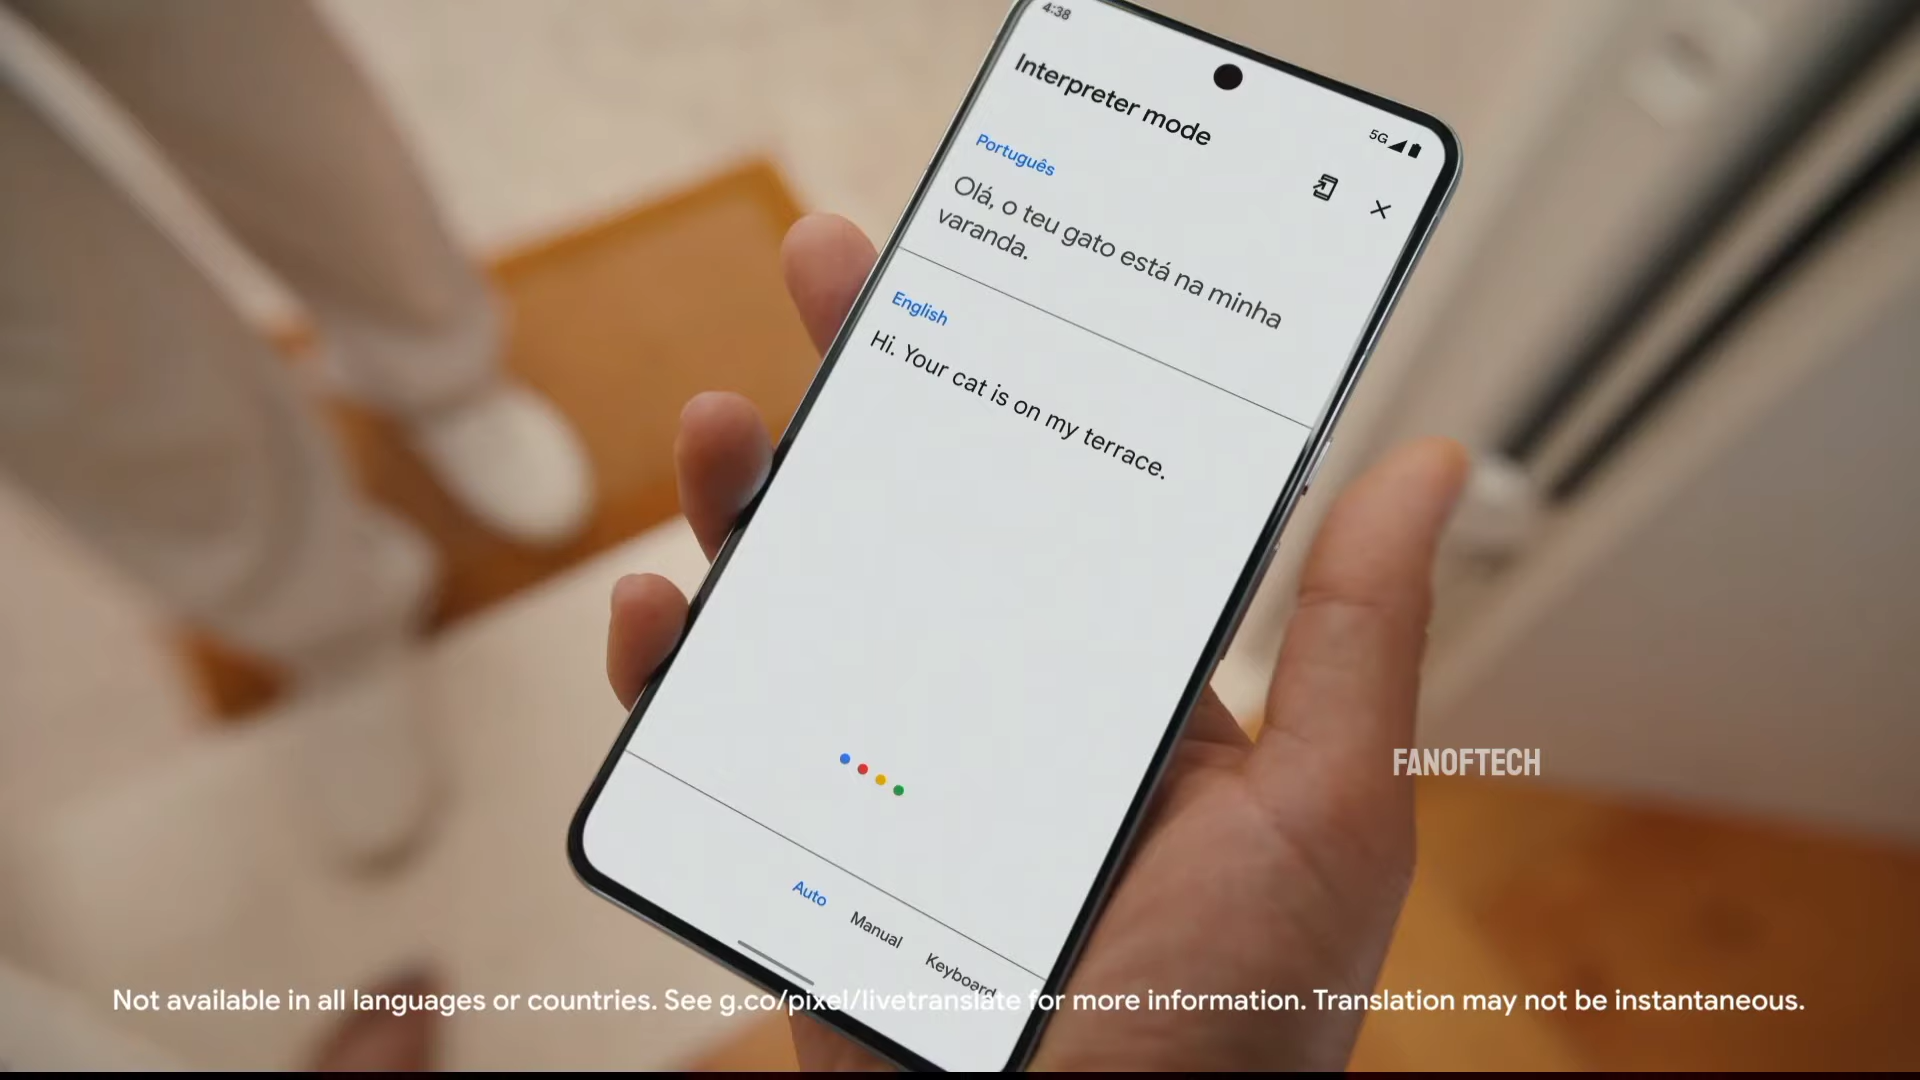 4:38
5G
Interpreter mode
Português
Olá, o teu gato está na minha
varanda.
English
Hi. Your cat is on my terrace.
Auto
Manual
Keyboard
FANOFTECH
Not available in all languages or countries. See g.co/pixel/livetranslate for more information. Translation may not be instantaneous.